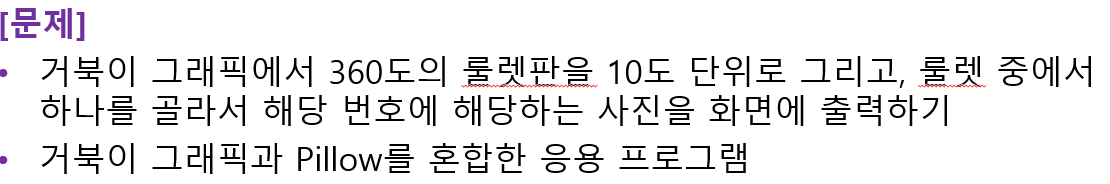 [문제]
• 거북이 그래픽에서 360도의 룰렛판을 10도 단위로 그리고, 룰렛 중에서
하나를 골라서 해당 번호에 해당하는 사진을 화면에 출력하기
• 거북이 그래픽과 Pillow를 혼합한 응용 프로그램